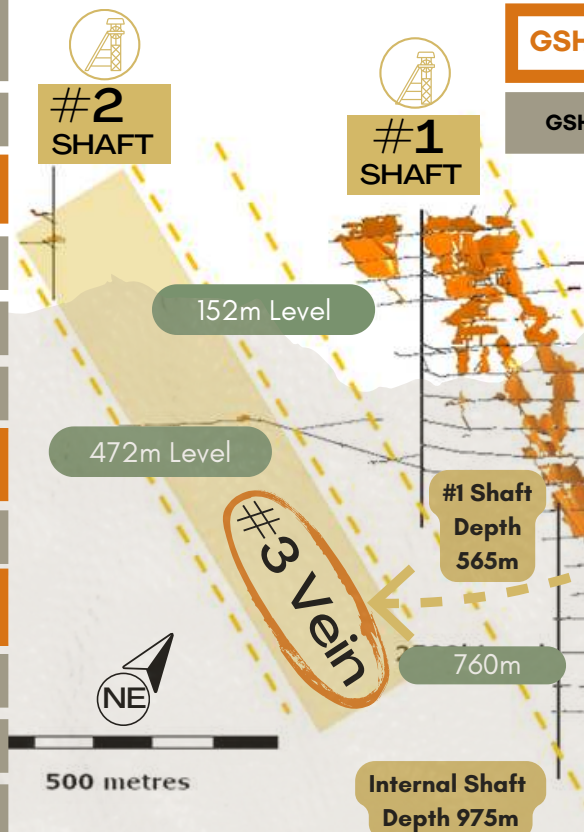 GSH
GSH
#2
SHAFT
#1
SHAFT
152m Level
472m Level
#1 Shaft
Depth
565m
#3 Vein
760m
NE
500 metres
Internal Shaft
Depth 975m